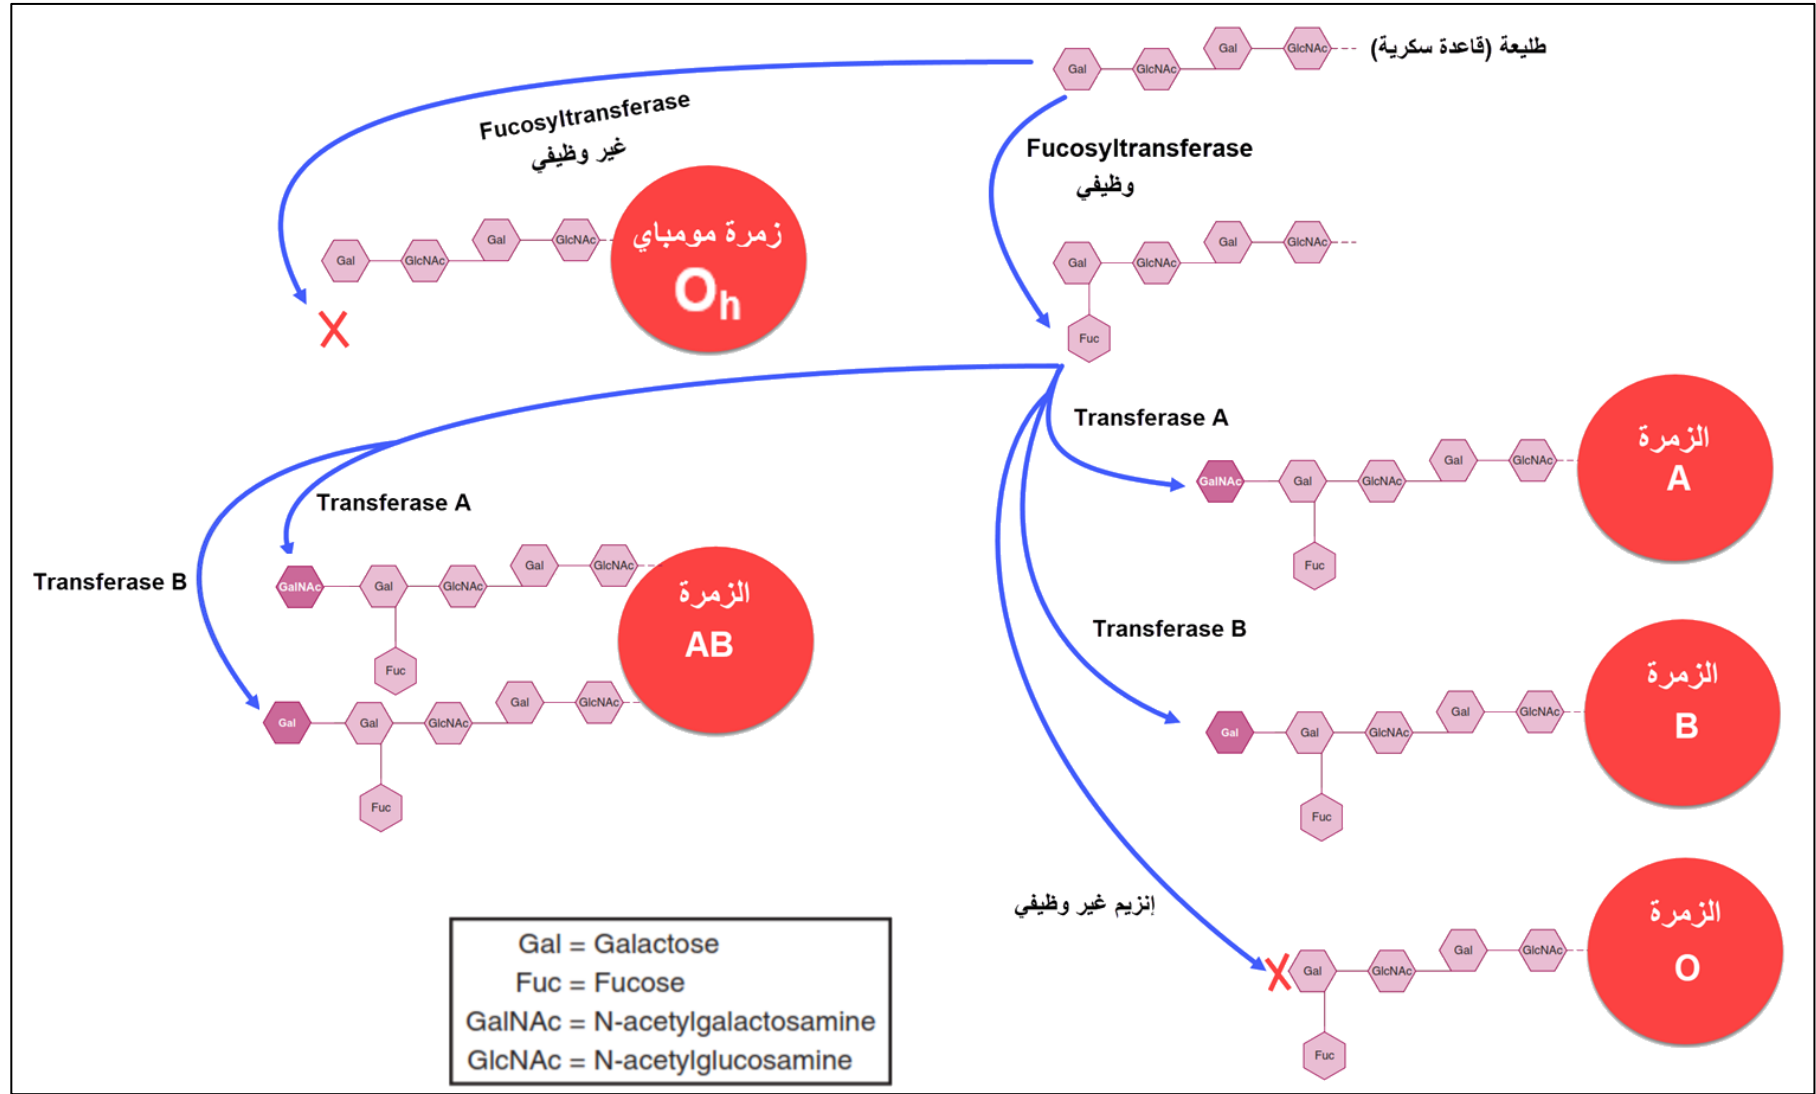 Gal GlcNAc Gal GlcNAc طليعة (قاعدة سكرية)
Fucosyltransferase
غير وظيفي
Fucosyltransferase
وظيفي
Gal GlcNAc Gal GlcNAc
زمرة مومباي
Oh
Gal GlcNAc Gal GlcNAc
Fuc
Transferase A
GalNAc Gal GlcNAc Gal GlcNAc
Fuc
الزمرة
A
Transferase A
Transferase B
GalNAc Gal GlcNAc Gal GlcNAc
Fuc
Gal Gal GlcNAc Gal GlcNAc
Fuc
الزمرة
AB
Transferase B
Gal Gal GlcNAc Gal GlcNAc
Fuc
الزمرة
B
إنزيم غير وظيفي
Gal GlcNAc Gal GlcNAc
Fuc
الزمرة
O
Gal = Galactose
Fuc = Fucose
GalNAc = N-acetylgalactosamine
GlcNAc = N-acetylglucosamine